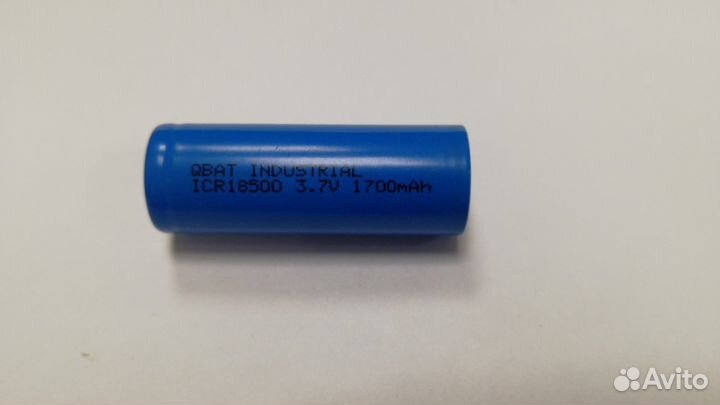 QBAT INDUSTRIAL
ICR18500 3.7V 1700mAh
Avito